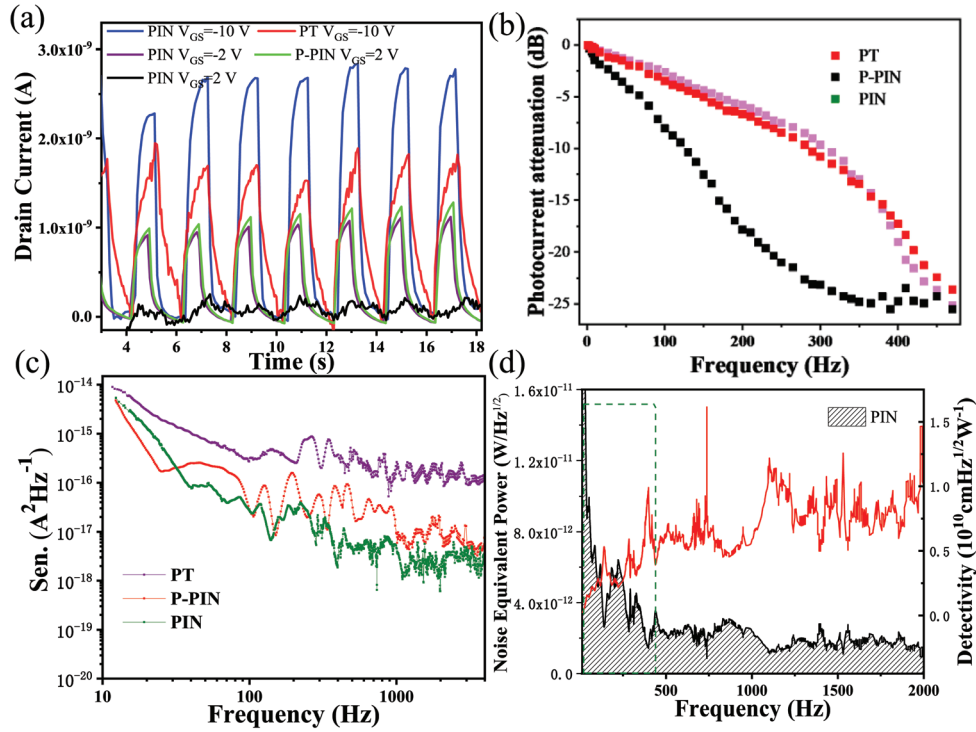 (a)
PIN V_GS=-10 V
PT V_GS=-10 V
PIN V_GS=-2 V
P-PIN V_GS=2 V
PIN V_GS=2 V
Drain Current (A)
3.0x10⁻⁹
2.0x10⁻⁹
1.0x10⁻⁹
0.0
4 6 8 10 12 14 16 18
Time (s)
(b)
PT
P-PIN
PIN
Photocurrent attenuation (dB)
0
-5
-10
-15
-20
-25
0 100 200 300 400
Frequency (Hz)
(c)
Sen. (A²Hz⁻¹)
10⁻¹⁴
10⁻¹⁵
10⁻¹⁶
10⁻¹⁷
10⁻¹⁸
10⁻¹⁹
10⁻²⁰
PT
P-PIN
PIN
10 100 1000
Frequency (Hz)
(d)
PIN
Noise Equivalent Power (W/Hz^1/2)
1.6x10⁻¹¹
1.2x10⁻¹¹
8.0x10⁻¹²
4.0x10⁻¹²
0.0
Detectivity (10¹⁰ cmHz^1/2W⁻¹)
1.5
1.0
0.5
0.0
500 1000 1500 2000
Frequency (Hz)